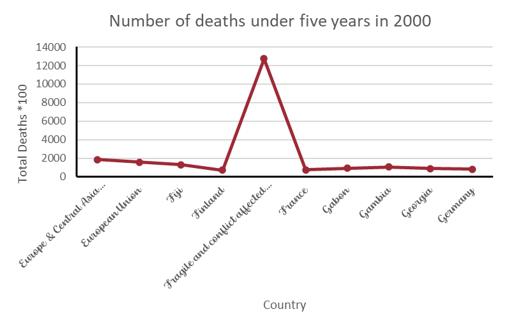 Number of deaths under five years in 2000
Total Deaths *100
14000
12000
10000
8000
6000
4000
2000
0
Europe & Central Asia...
European Union
Fiji
Finland
Fragile and conflict affected...
France
Gabon
Gambia
Georgia
Germany
Country